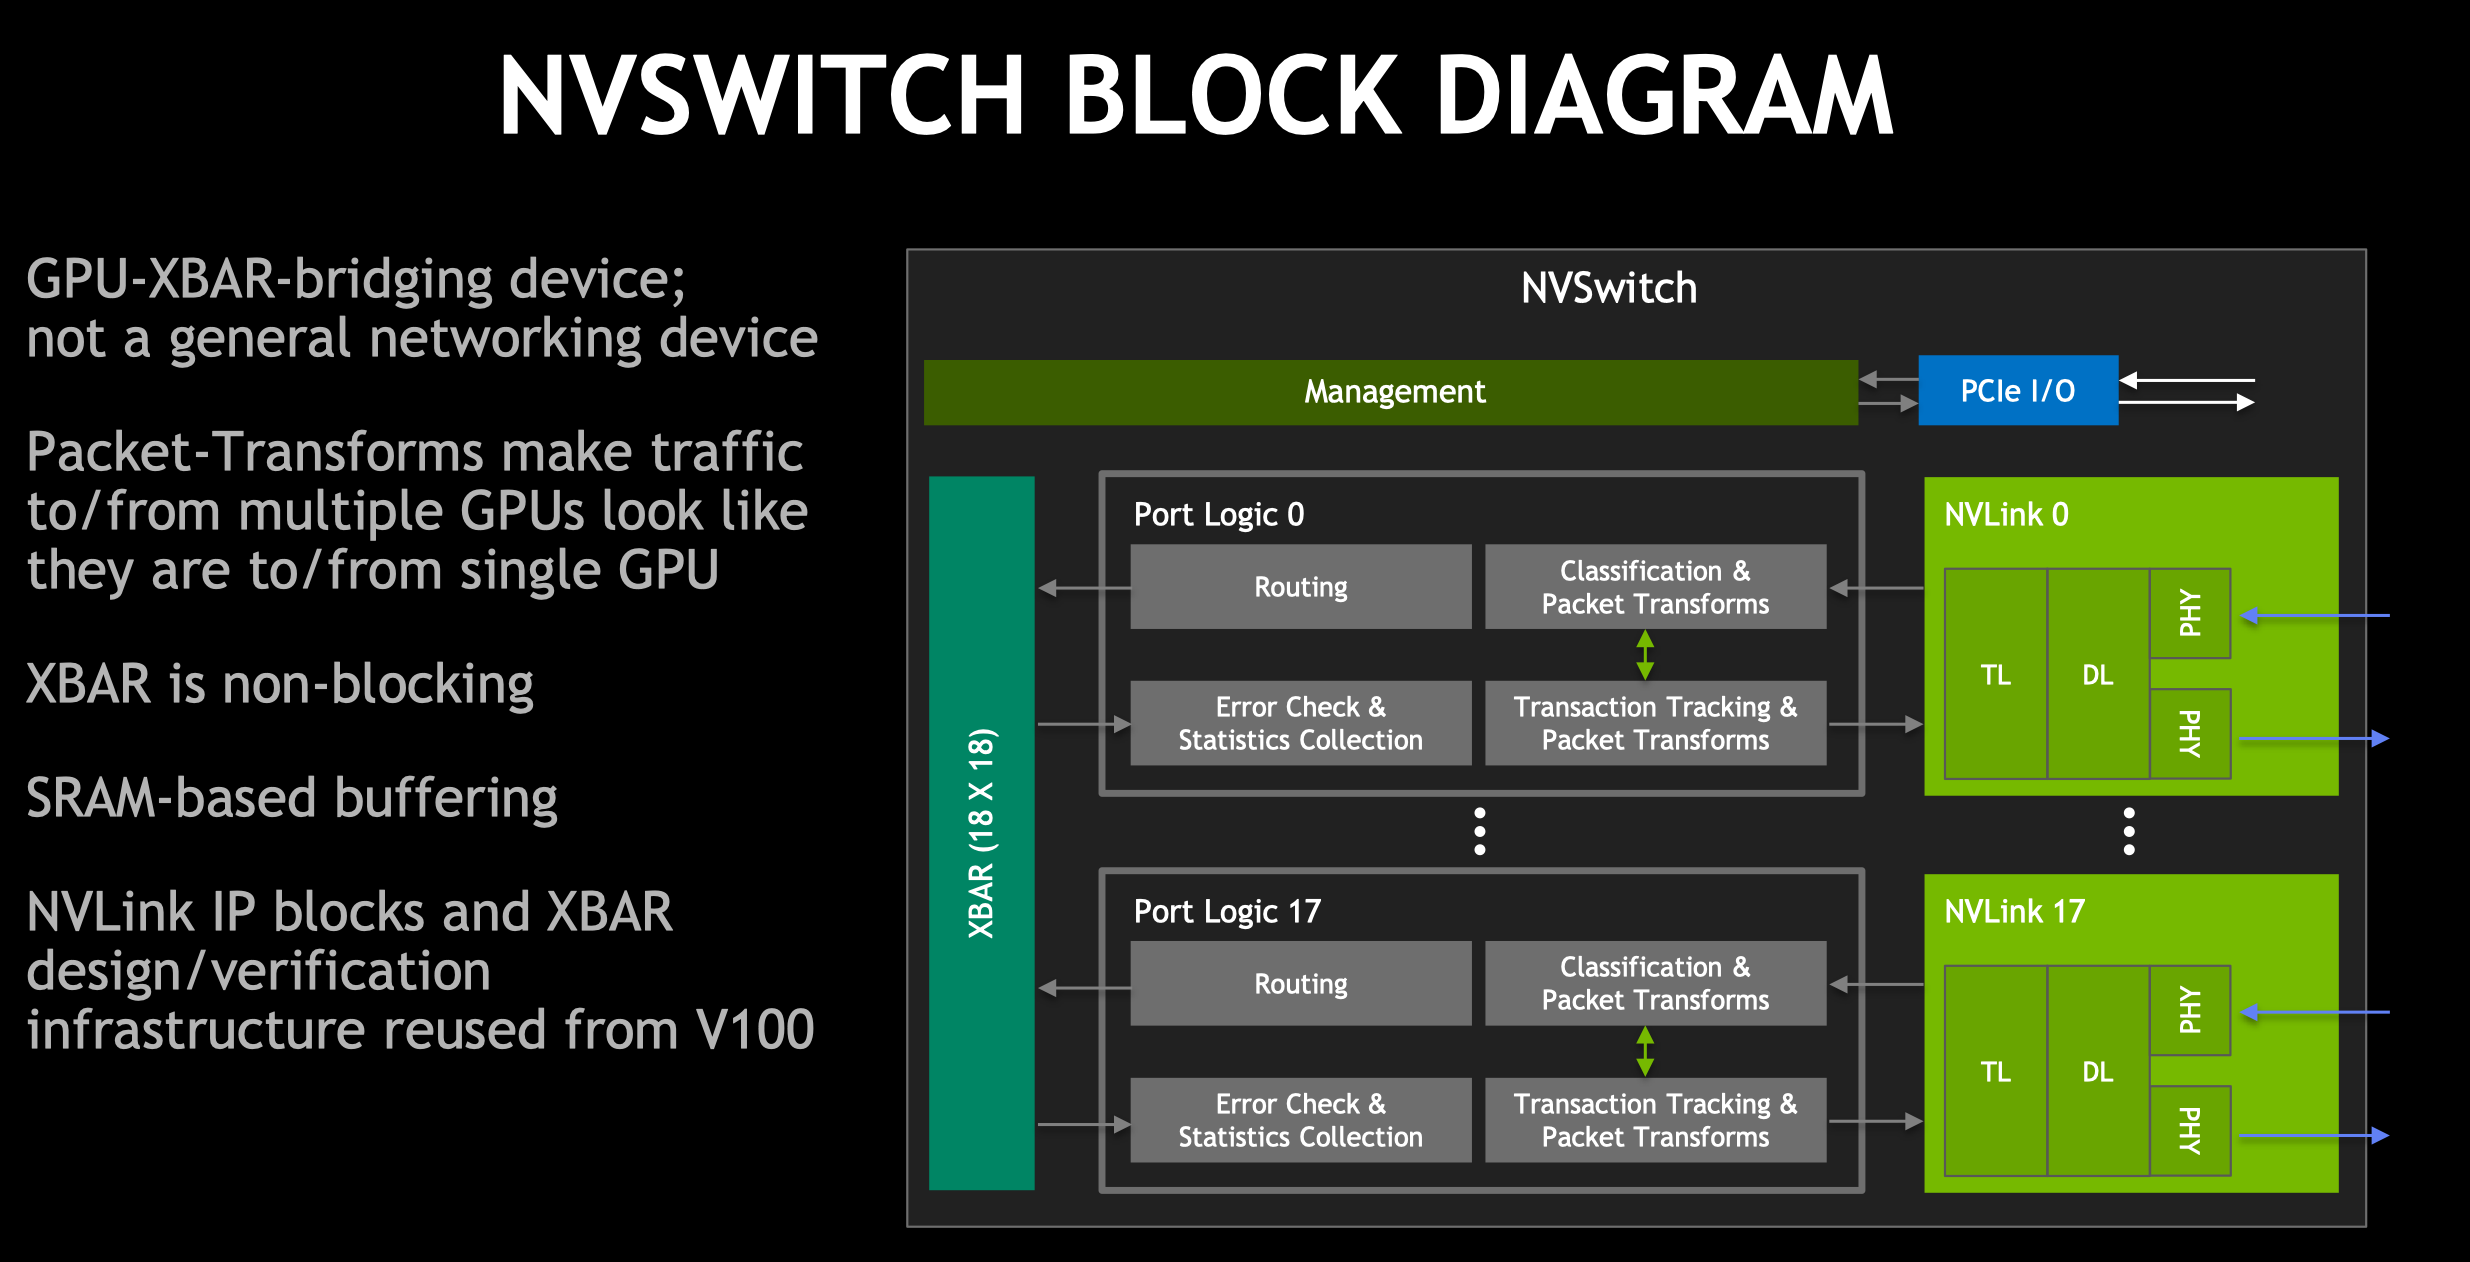 NVSWITCH BLOCK DIAGRAM
GPU-XBAR-bridging device;
not a general networking device
Packet-Transforms make traffic
to/from multiple GPUs look like
they are to/from single GPU
XBAR is non-blocking
SRAM-based buffering
NVLink IP blocks and XBAR
design/verification
infrastructure reused from V100
NVSwitch
Management
PCIe I/O
XBAR (18 X 18)
Port Logic 0
Routing
Classification &
Packet Transforms
Error Check &
Statistics Collection
Transaction Tracking &
Packet Transforms
NVLink 0
TL
DL
PHY
PHY
Port Logic 17
Routing
Classification &
Packet Transforms
Error Check &
Statistics Collection
Transaction Tracking &
Packet Transforms
NVLink 17
TL
DL
PHY
PHY